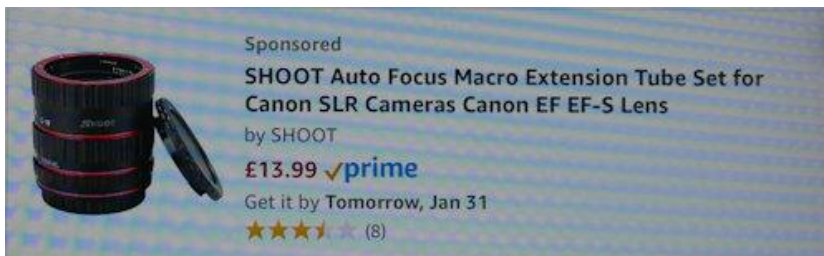 Sponsored
SHOOT Auto Focus Macro Extension Tube Set for
Canon SLR Cameras Canon EF EF-S Lens
by SHOOT
£13.99 prime
Get it by Tomorrow, Jan 31
(8)